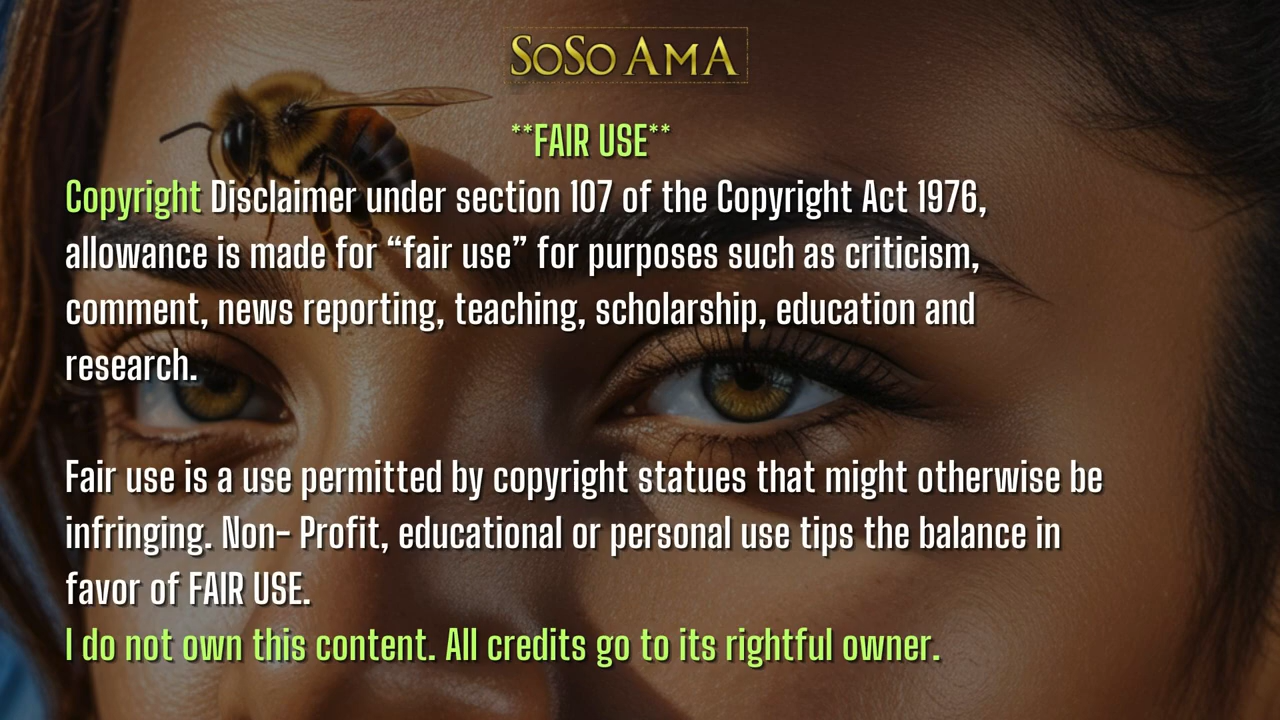 SoSo AmA
**FAIR USE**
Copyright Disclaimer under section 107 of the Copyright Act 1976,
allowance is made for “fair use” for purposes such as criticism,
comment, news reporting, teaching, scholarship, education and
research.
Fair use is a use permitted by copyright statues that might otherwise be
infringing. Non- Profit, educational or personal use tips the balance in
favor of FAIR USE.
I do not own this content. All credits go to its rightful owner.